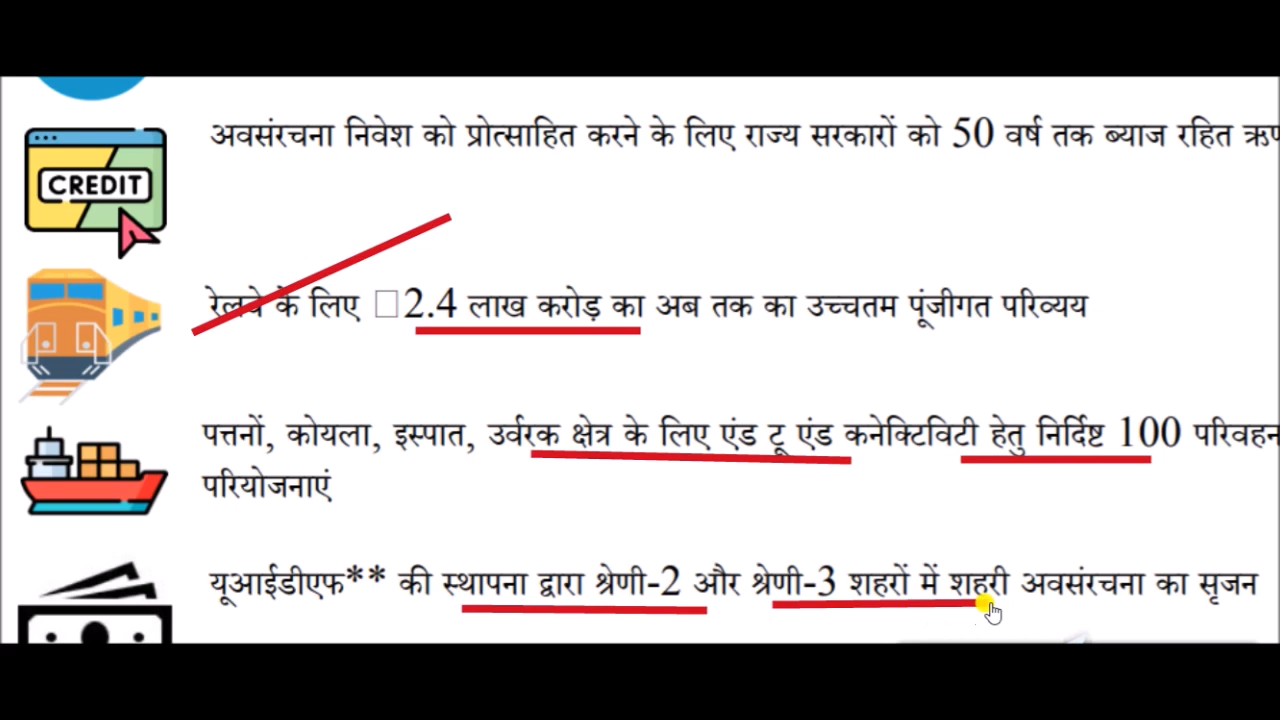 अवसंरचना निवेश को प्रोत्साहित करने के लिए राज्य सरकारों को 50 वर्ष तक ब्याज रहित
CREDIT
रेलवे के लिए □2.4 लाख करोड़ का अब तक का उच्चतम पूंजीगत परिव्यय
पत्तनों, कोयला, इस्पात, उर्वरक क्षेत्र के लिए एंड टू एंड कनेक्टिविटी हेतु निर्दिष्ट 100 परिवहन
परियोजनाएं
यूआईडीएफ** की स्थापना द्वारा श्रेणी-2 और श्रेणी-3 शहरों में शहरी अवसंरचना का सृजन